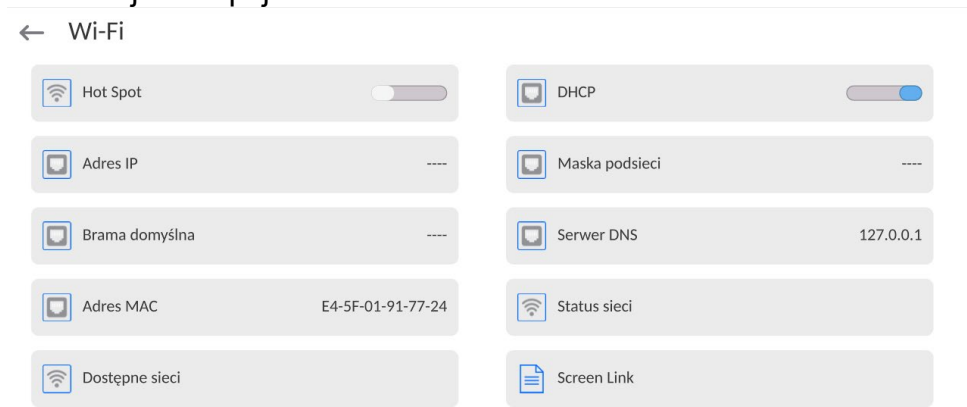 ← Wi-Fi
Hot Spot
DHCP
Adres IP ----
Maska podsieci ----
Brama domyślna ----
Serwer DNS 127.0.0.1
Adres MAC E4-5F-01-91-77-24
Status sieci
Dostępne sieci
Screen Link